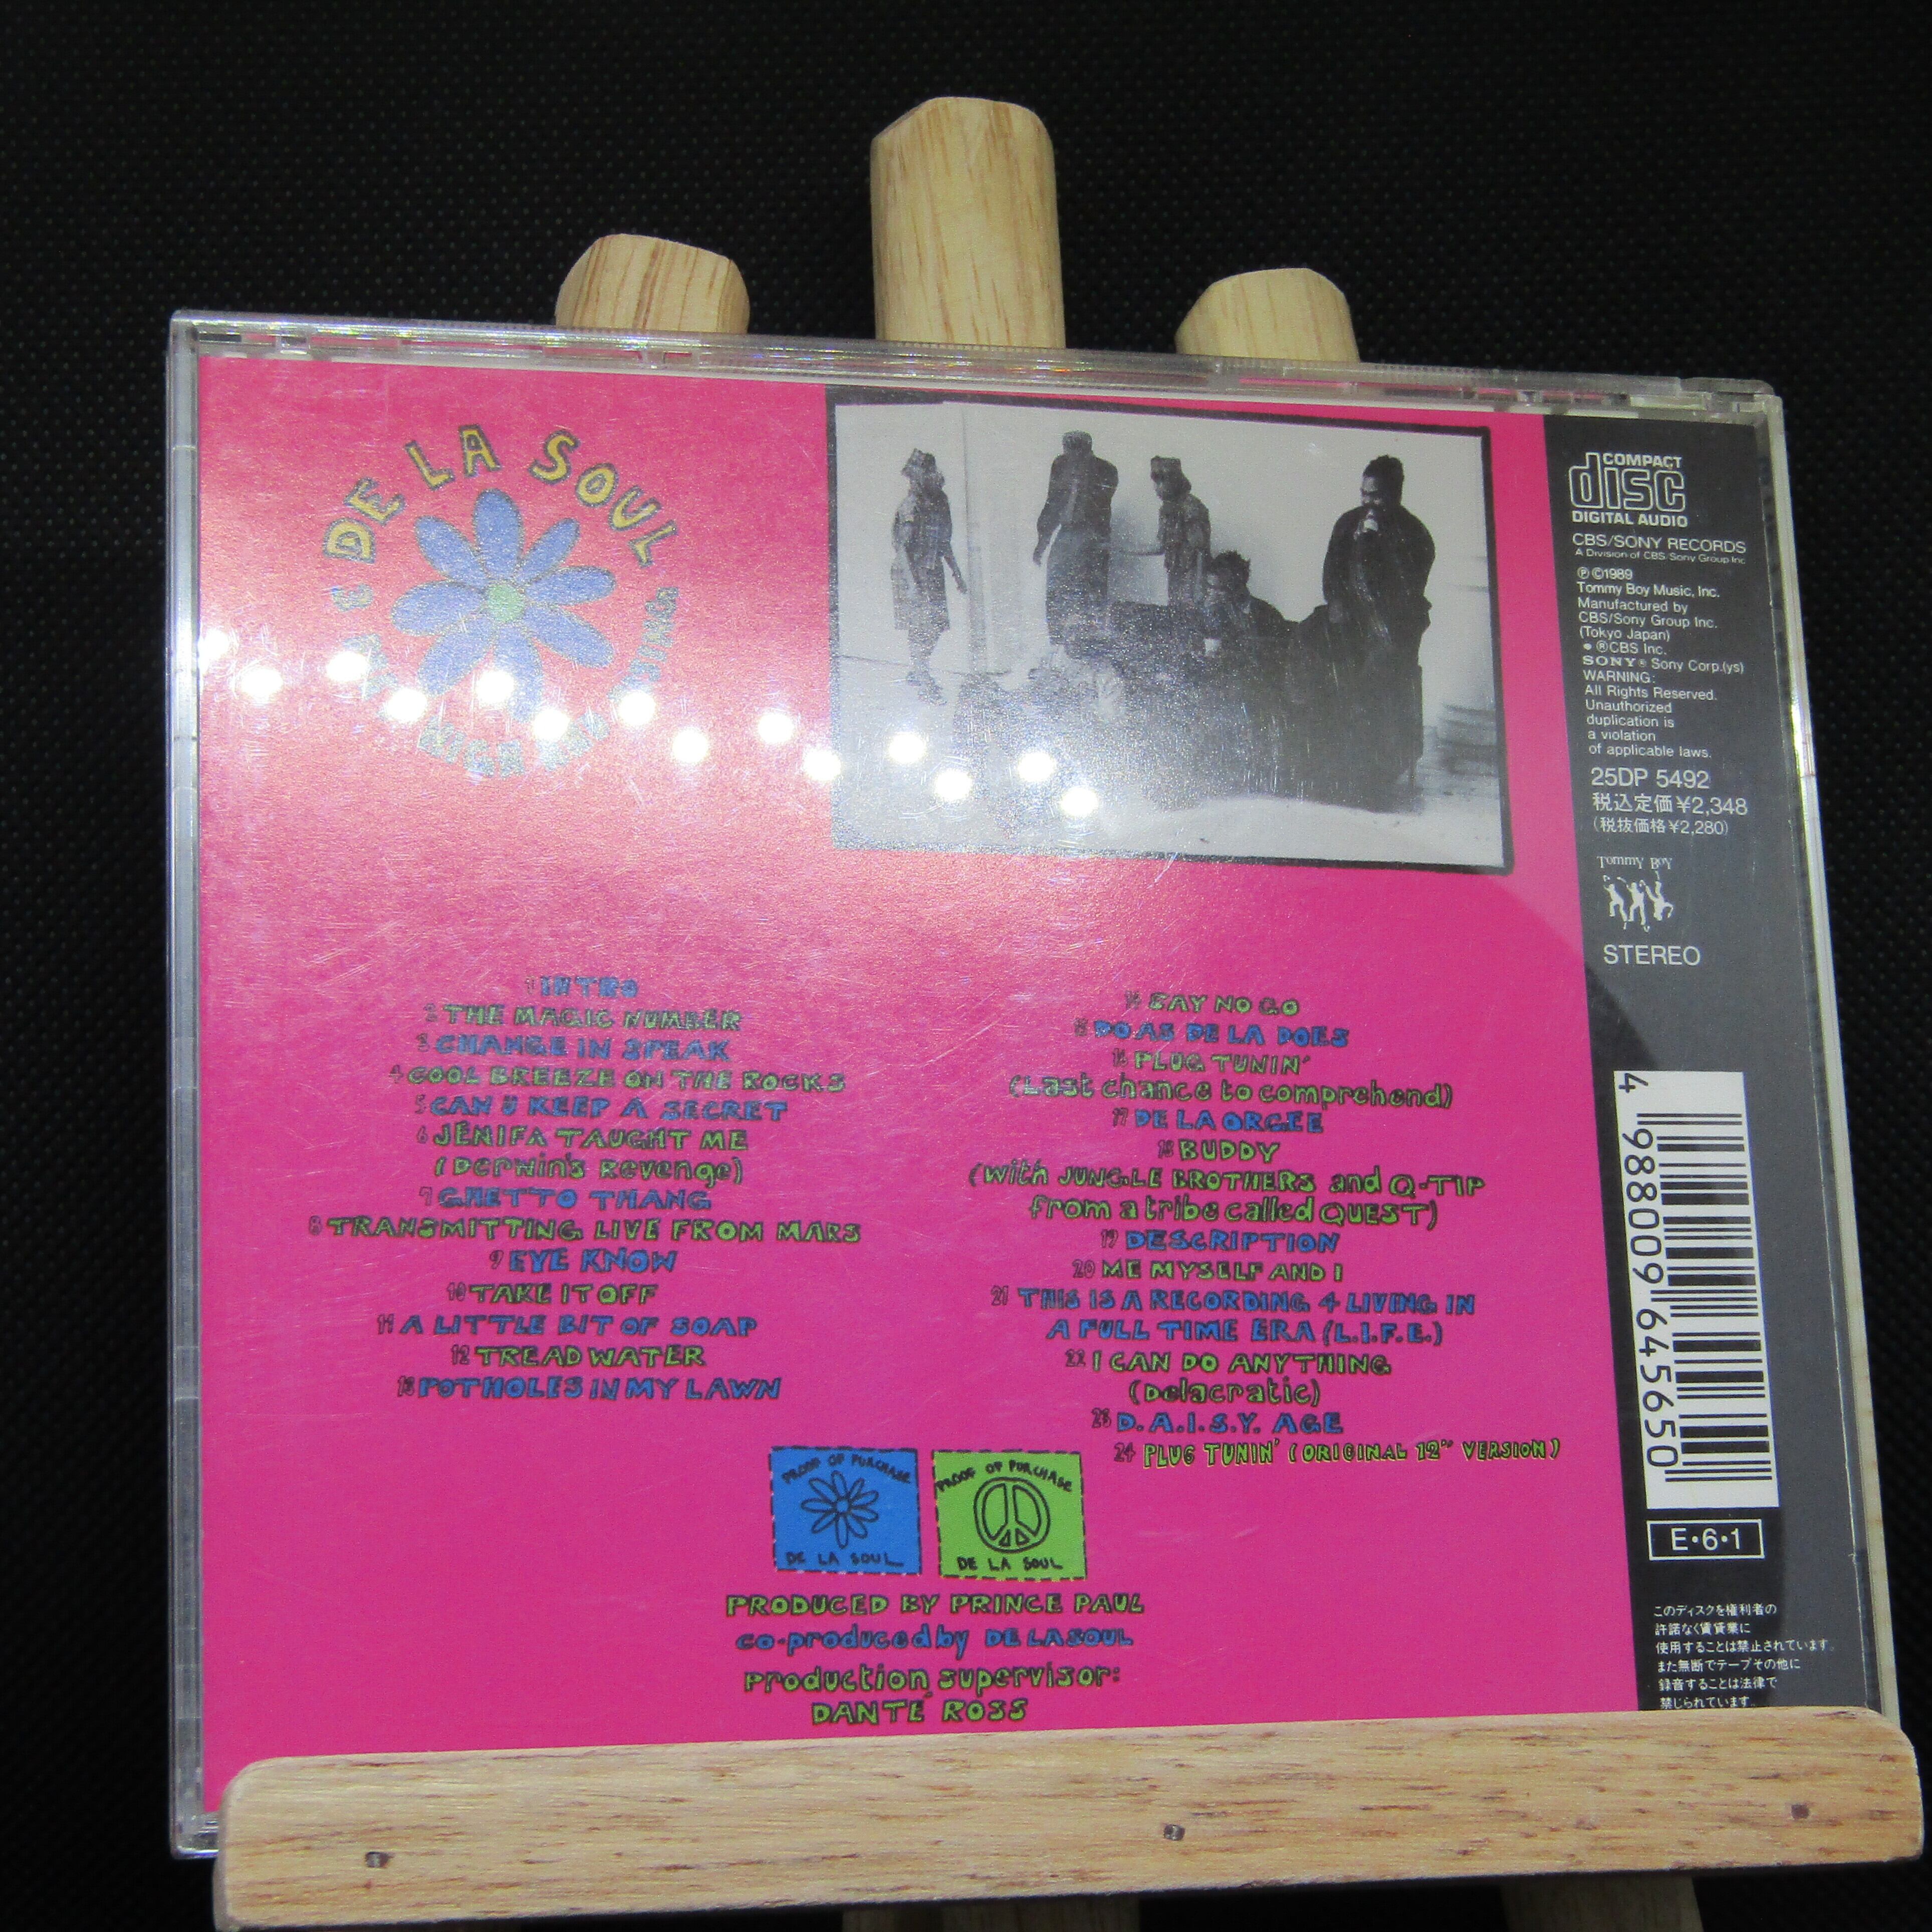 DE LA SOUL
HIGH
1 INTRO
2 THE MAGIC NUMBER
3 CHANGE IN SPEAK
4 COOL BREEZE ON THE ROCKS
5 CAN U KEEP A SECRET
6 JENIFA TAUGHT ME
(Derwin's Revenge)
7 GHETTO THANG
8 TRANSMITTING LIVE FROM MARS
9 EYE KNOW
10 TAKE IT OFF
11 A LITTLE BIT OF SOAP
12 TREAD WATER
13 POTHOLES IN MY LAWN
14 SAY NO GO
15 DO AS DE LA DOES
16 PLUG TUNIN'
(Last chance to comprehend)
17 DE LA ORGEE
18 BUDDY
(with JUNGLE BROTHERS and Q-TIP
from a tribe called QUEST)
19 DESCRIPTION
20 ME MYSELF AND I
21 THIS IS A RECORDING 4 LIVING IN
A FULL TIME ERA (L.I.F.E.)
22 I CAN DO ANYTHING
(Delacratic)
23 D.A.I.S.Y. AGE
24 PLUG TUNIN' (ORIGINAL 12" VERSION)
PROOF OF PURCHASE
DE LA SOUL
PROOF OF PURCHASE
DE LA SOUL
PRODUCED BY PRINCE PAUL
co-produced by DE LA SOUL
Production supervisor:
DANTÉ ROSS
COMPACT
disc
DIGITAL AUDIO
CBS/SONY RECORDS
A Division of CBS/Sony Group Inc.
℗©1989
Tommy Boy Music, Inc.
Manufactured by
CBS/Sony Group Inc.
(Tokyo Japan)
®CBS Inc.
SONY® Sony Corp.(ys)
WARNING:
All Rights Reserved.
Unauthorized
duplication is
a violation
of applicable laws.
25DP 5492
税込定価¥2,348
(税抜価格¥2,280)
Tommy Boy
STEREO
4 988009 645650
E・6・1
このディスクを権利者の
許諾なく賃貸業に
使用することは禁止されています。
また無断でテープその他に
録音することは法律で
禁じられています。